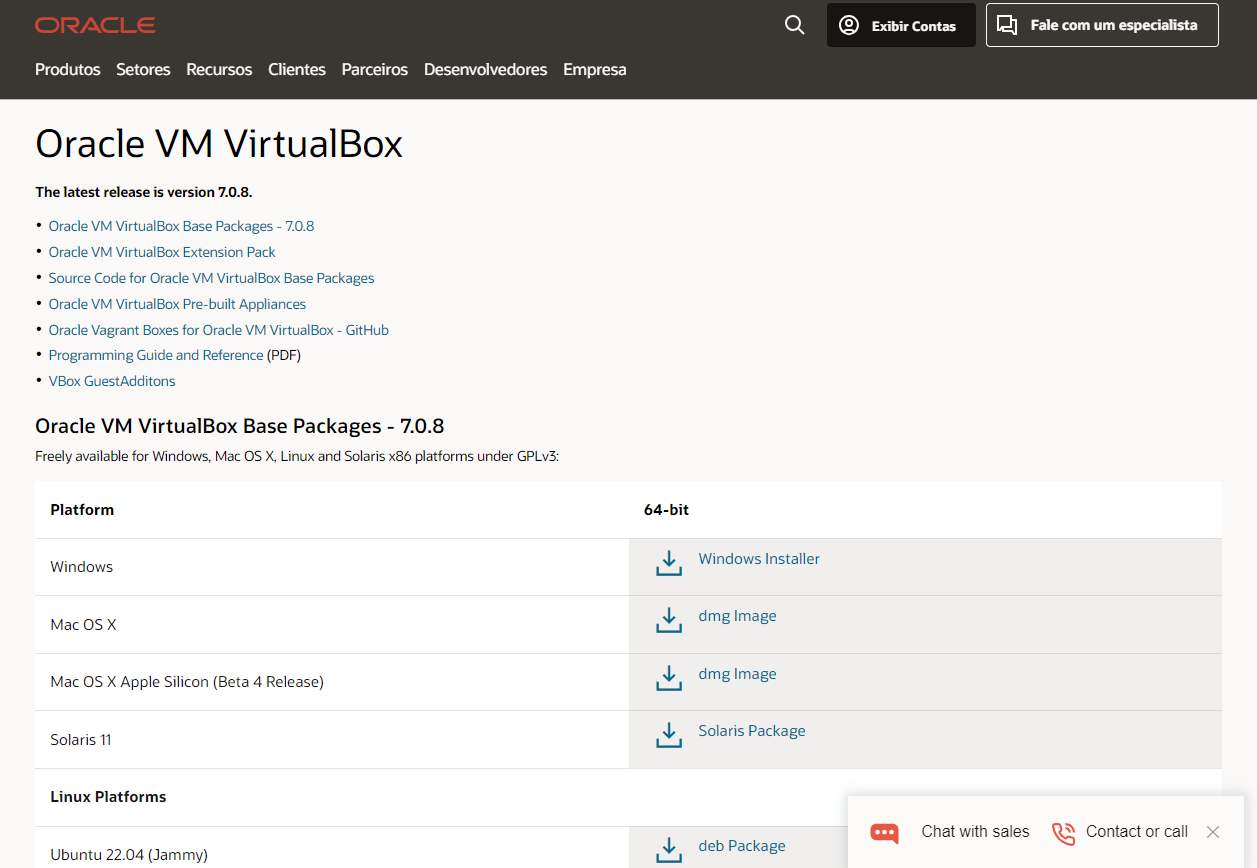 ORACLE
Exibir Contas
Fale com um especialista
Produtos Setores Recursos Clientes Parceiros Desenvolvedores Empresa
Oracle VM VirtualBox
The latest release is version 7.0.8.
• Oracle VM VirtualBox Base Packages - 7.0.8
• Oracle VM VirtualBox Extension Pack
• Source Code for Oracle VM VirtualBox Base Packages
• Oracle VM VirtualBox Pre-built Appliances
• Oracle Vagrant Boxes for Oracle VM VirtualBox - GitHub
• Programming Guide and Reference (PDF)
• VBox GuestAdditons
Oracle VM VirtualBox Base Packages - 7.0.8
Freely available for Windows, Mac OS X, Linux and Solaris x86 platforms under GPLv3:
Platform 64-bit
Windows Windows Installer
Mac OS X dmg Image
Mac OS X Apple Silicon (Beta 4 Release) dmg Image
Solaris 11 Solaris Package
Linux Platforms
Ubuntu 22.04 (Jammy) deb Package
Chat with sales Contact or call